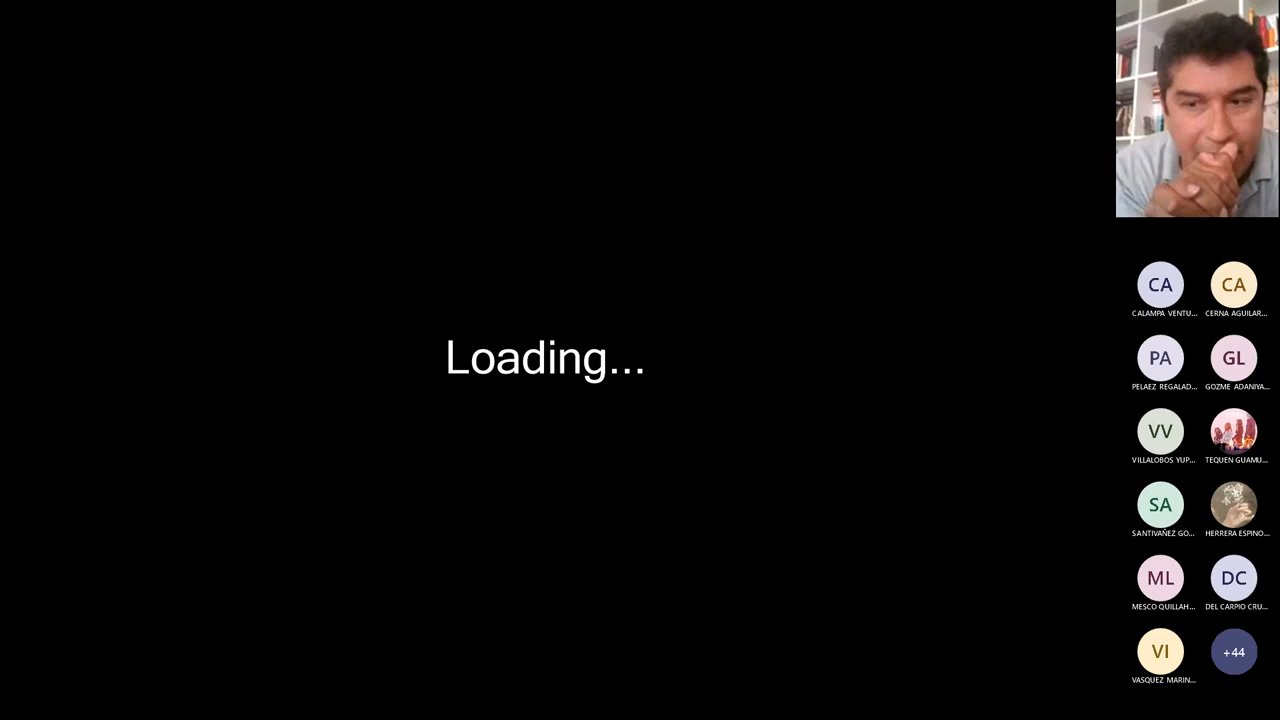 Loading...
CA
CA
CALAMPA VENTU...
CERNA AGUILAR...
PA
GL
PELAEZ REGALAD...
GOZME ADANIYA...
VV
VILLALOBOS YUP...
TEQUEN GUAMU...
SA
SANTIVAÑEZ GO...
HERRERA ESPINO...
ML
DC
MESCO QUILLAH...
DEL CARPIO CRU...
VI
+44
VASQUEZ MARIN...